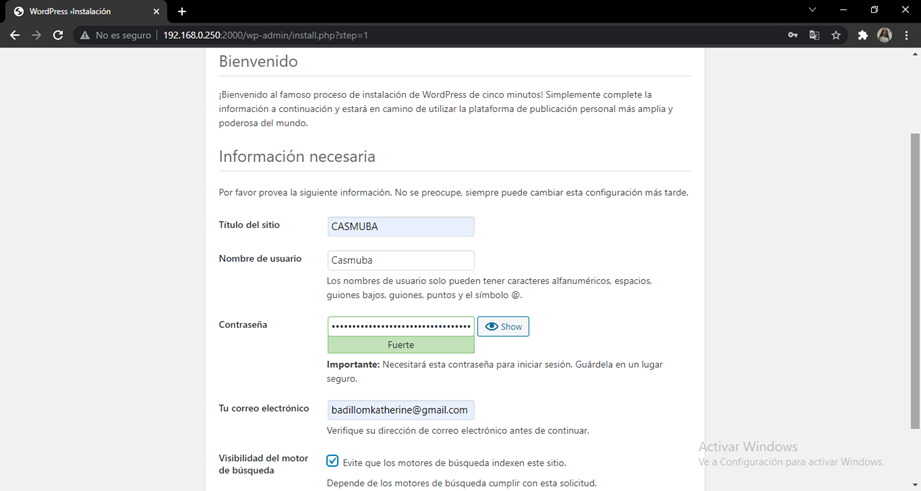 WordPress ›Instalación
No es seguro
192.168.0.250:2000/wp-admin/install.php?step=1
Bienvenido
¡Bienvenido al famoso proceso de instalación de WordPress de cinco minutos! Simplemente complete la
información a continuación y estará en camino de utilizar la plataforma de publicación personal más amplia y
poderosa del mundo.
Información necesaria
Por favor provea la siguiente información. No se preocupe, siempre puede cambiar esta configuración más tarde.
Título del sitio
CASMUBA
Nombre de usuario
Casmuba
Los nombres de usuario solo pueden tener caracteres alfanuméricos, espacios,
guiones bajos, guiones, puntos y el símbolo @.
Contraseña
Show
Fuerte
Importante: Necesitará esta contraseña para iniciar sesión. Guárdela en un lugar
seguro.
Tu correo electrónico
badillomkatherine@gmail.com
Verifique su dirección de correo electrónico antes de continuar.
Visibilidad del motor
de búsqueda
Evite que los motores de búsqueda indexen este sitio.
Depende de los motores de búsqueda cumplir con esta solicitud.
Activar Windows
Ve a Configuración para activar Windows.